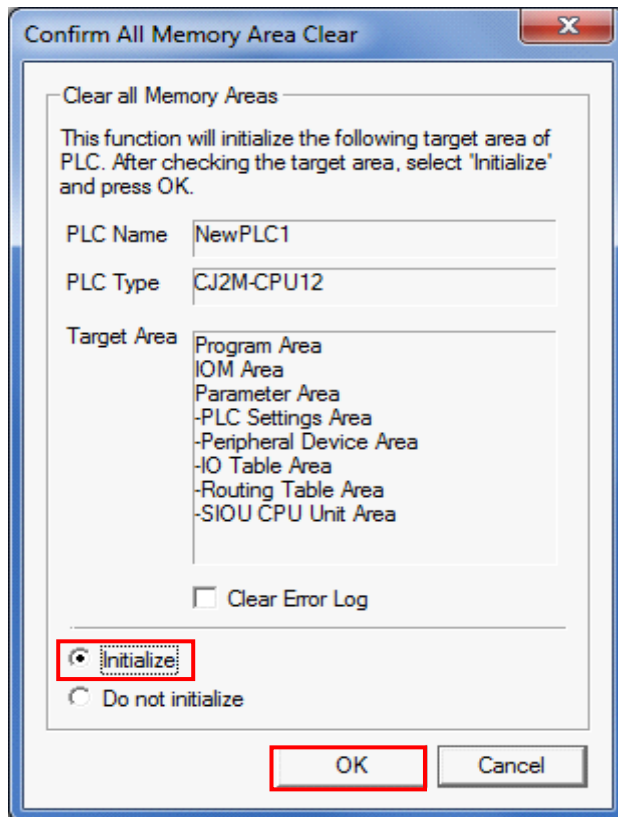 Confirm All Memory Area Clear
Clear all Memory Areas
This function will initialize the following target area of
PLC. After checking the target area, select 'Initialize'
and press OK.
PLC Name NewPLC1
PLC Type CJ2M-CPU12
Target Area Program Area
IOM Area
Parameter Area
-PLC Settings Area
-Peripheral Device Area
-IO Table Area
-Routing Table Area
-SIOU CPU Unit Area
Clear Error Log
Initialize
Do not initialize
OK Cancel